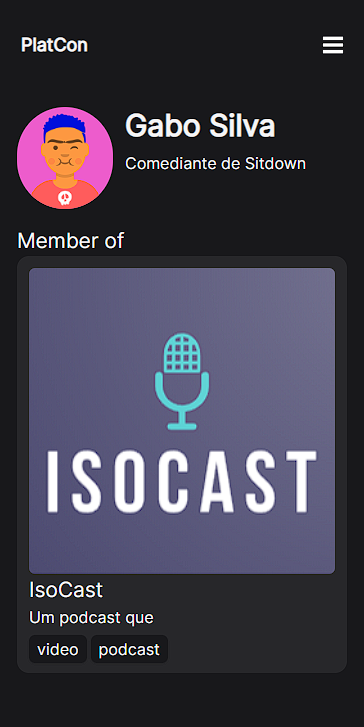 PlatCon
Gabo Silva
Comediante de Sitdown
Member of
ISOCAST
IsoCast
Um podcast que
video podcast